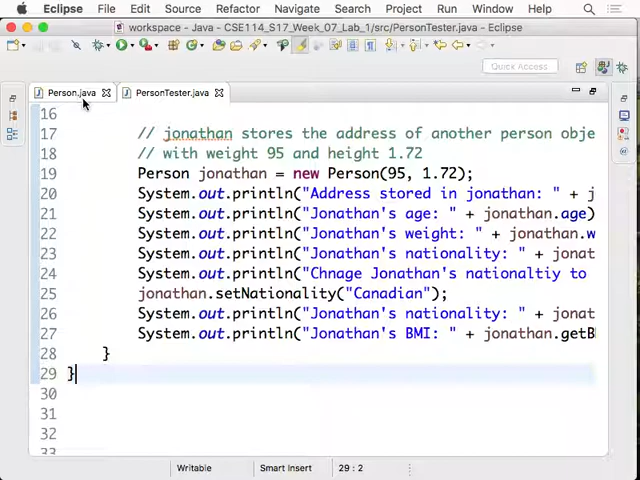 Eclipse File Edit Source Refactor Navigate Search Project Run Window Help
workspace - Java - CSE114_S17_Week_07_Lab_1/src/PersonTester.java - Eclipse
Quick Access
Person.java PersonTester.java
16
17 // jonathan stores the address of another person obje
18 // with weight 95 and height 1.72
19 Person jonathan = new Person(95, 1.72);
20 System.out.println("Address stored in jonathan: " + j
21 System.out.println("Jonathan's age: " + jonathan.age)
22 System.out.println("Jonathan's weight: " + jonathan.w
23 System.out.println("Jonathan's nationality: " + jonat
24 System.out.println("Chnage Jonathan's nationaltiy to
25 jonathan.setNationality("Canadian");
26 System.out.println("Jonathan's nationality: " + jonat
27 System.out.println("Jonathan's BMI: " + jonathan.getB
28 }
29 }
30
31
32
33
Writable Smart Insert 29 : 2